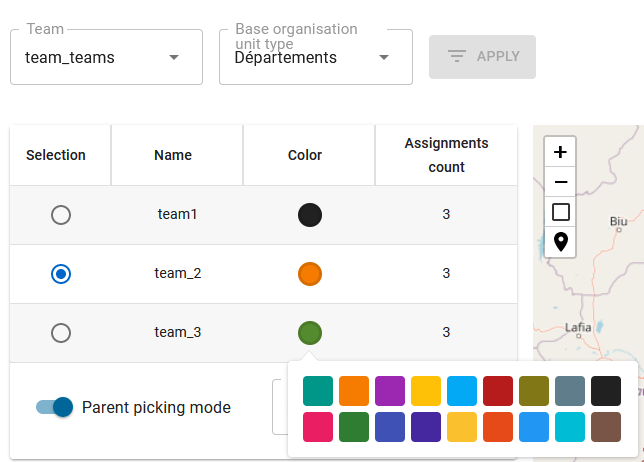 Team
team_teams
Base organisation
unit type
Départements
APPLY
Selection
Name
Color
Assignments
count
team1
3
team_2
3
team_3
3
Parent picking mode
+
−
Biu
Lafia